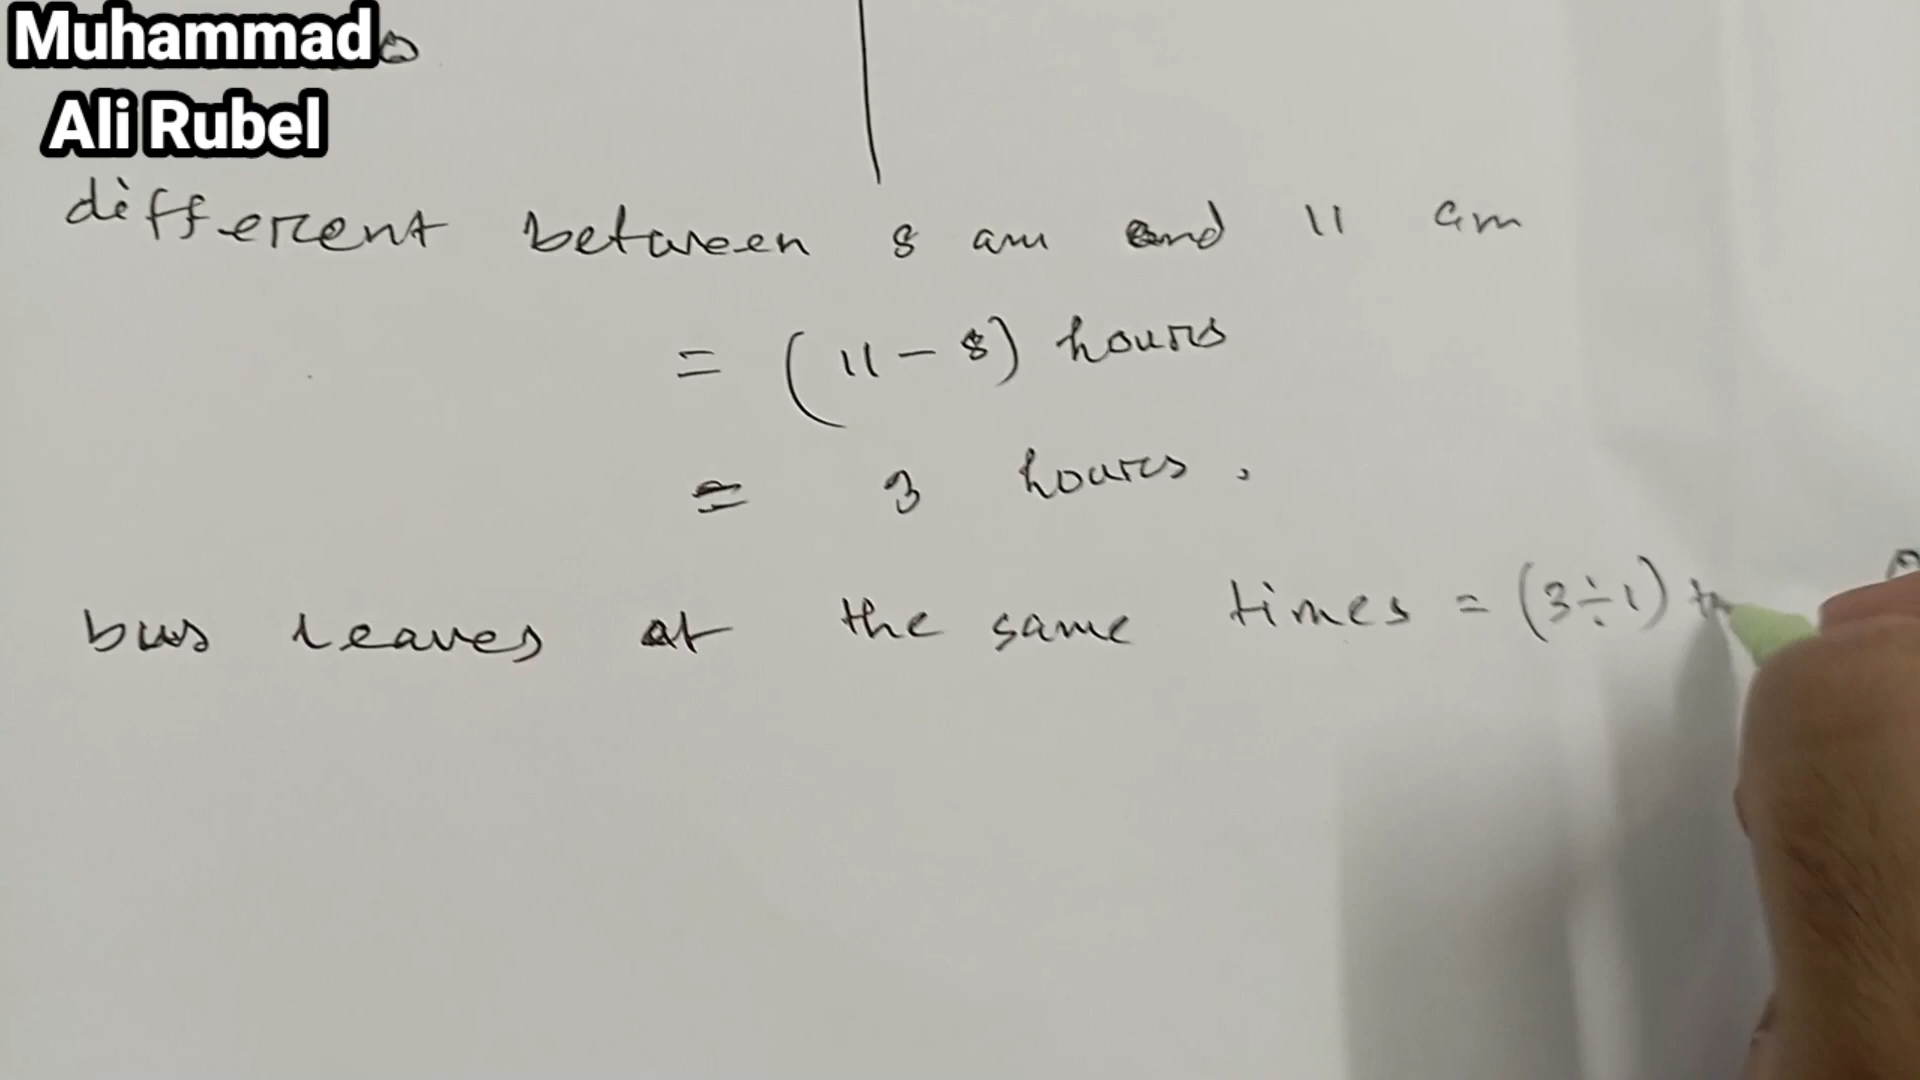 Muhammad
Ali Rubel
different between 8 am and 11 am
= (11 - 8) hours
= 3 hours.
bus leaves at the same times = (3÷1)